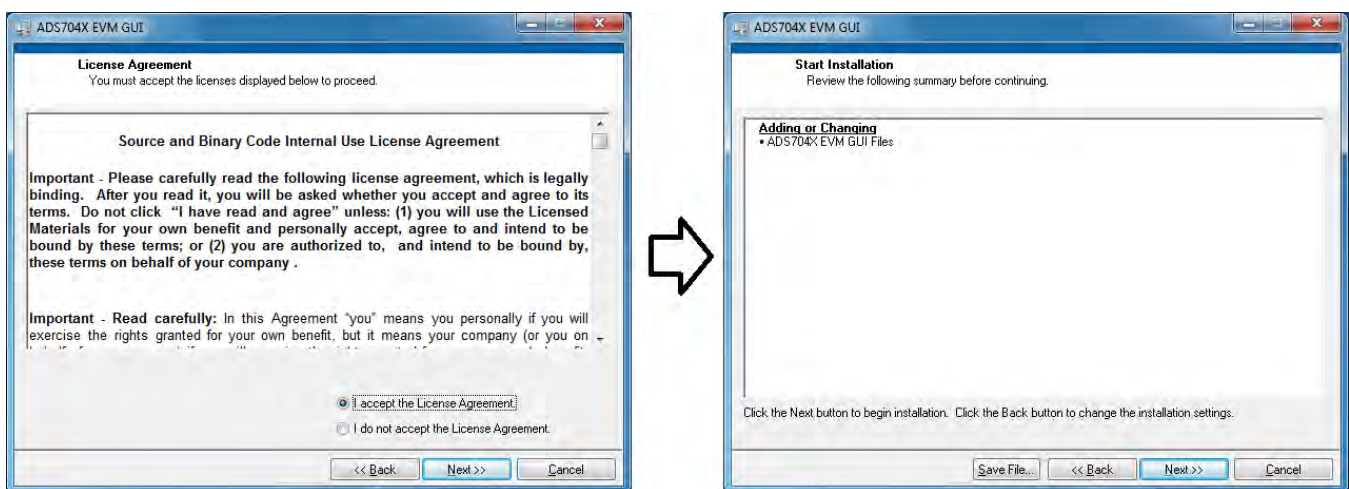 ADS704X EVM GUI
License Agreement
You must accept the licenses displayed below to proceed.
Source and Binary Code Internal Use License Agreement
Important - Please carefully read the following license agreement, which is legally
binding. After you read it, you will be asked whether you accept and agree to its
terms. Do not click “I have read and agree” unless: (1) you will use the Licensed
Materials for your own benefit and personally accept, agree to and intend to be
bound by these terms; or (2) you are authorized to, and intend to be bound by,
these terms on behalf of your company .
Important - Read carefully: In this Agreement “you” means you personally if you will
exercise the rights granted for your own benefit, but it means your company (or you on
I accept the License Agreement.
I do not accept the License Agreement.
<< Back Next >> Cancel
ADS704X EVM GUI
Start Installation
Review the following summary before continuing.
Adding or Changing
• ADS704X EVM GUI Files
Click the Next button to begin installation. Click the Back button to change the installation settings.
Save File... << Back Next >> Cancel